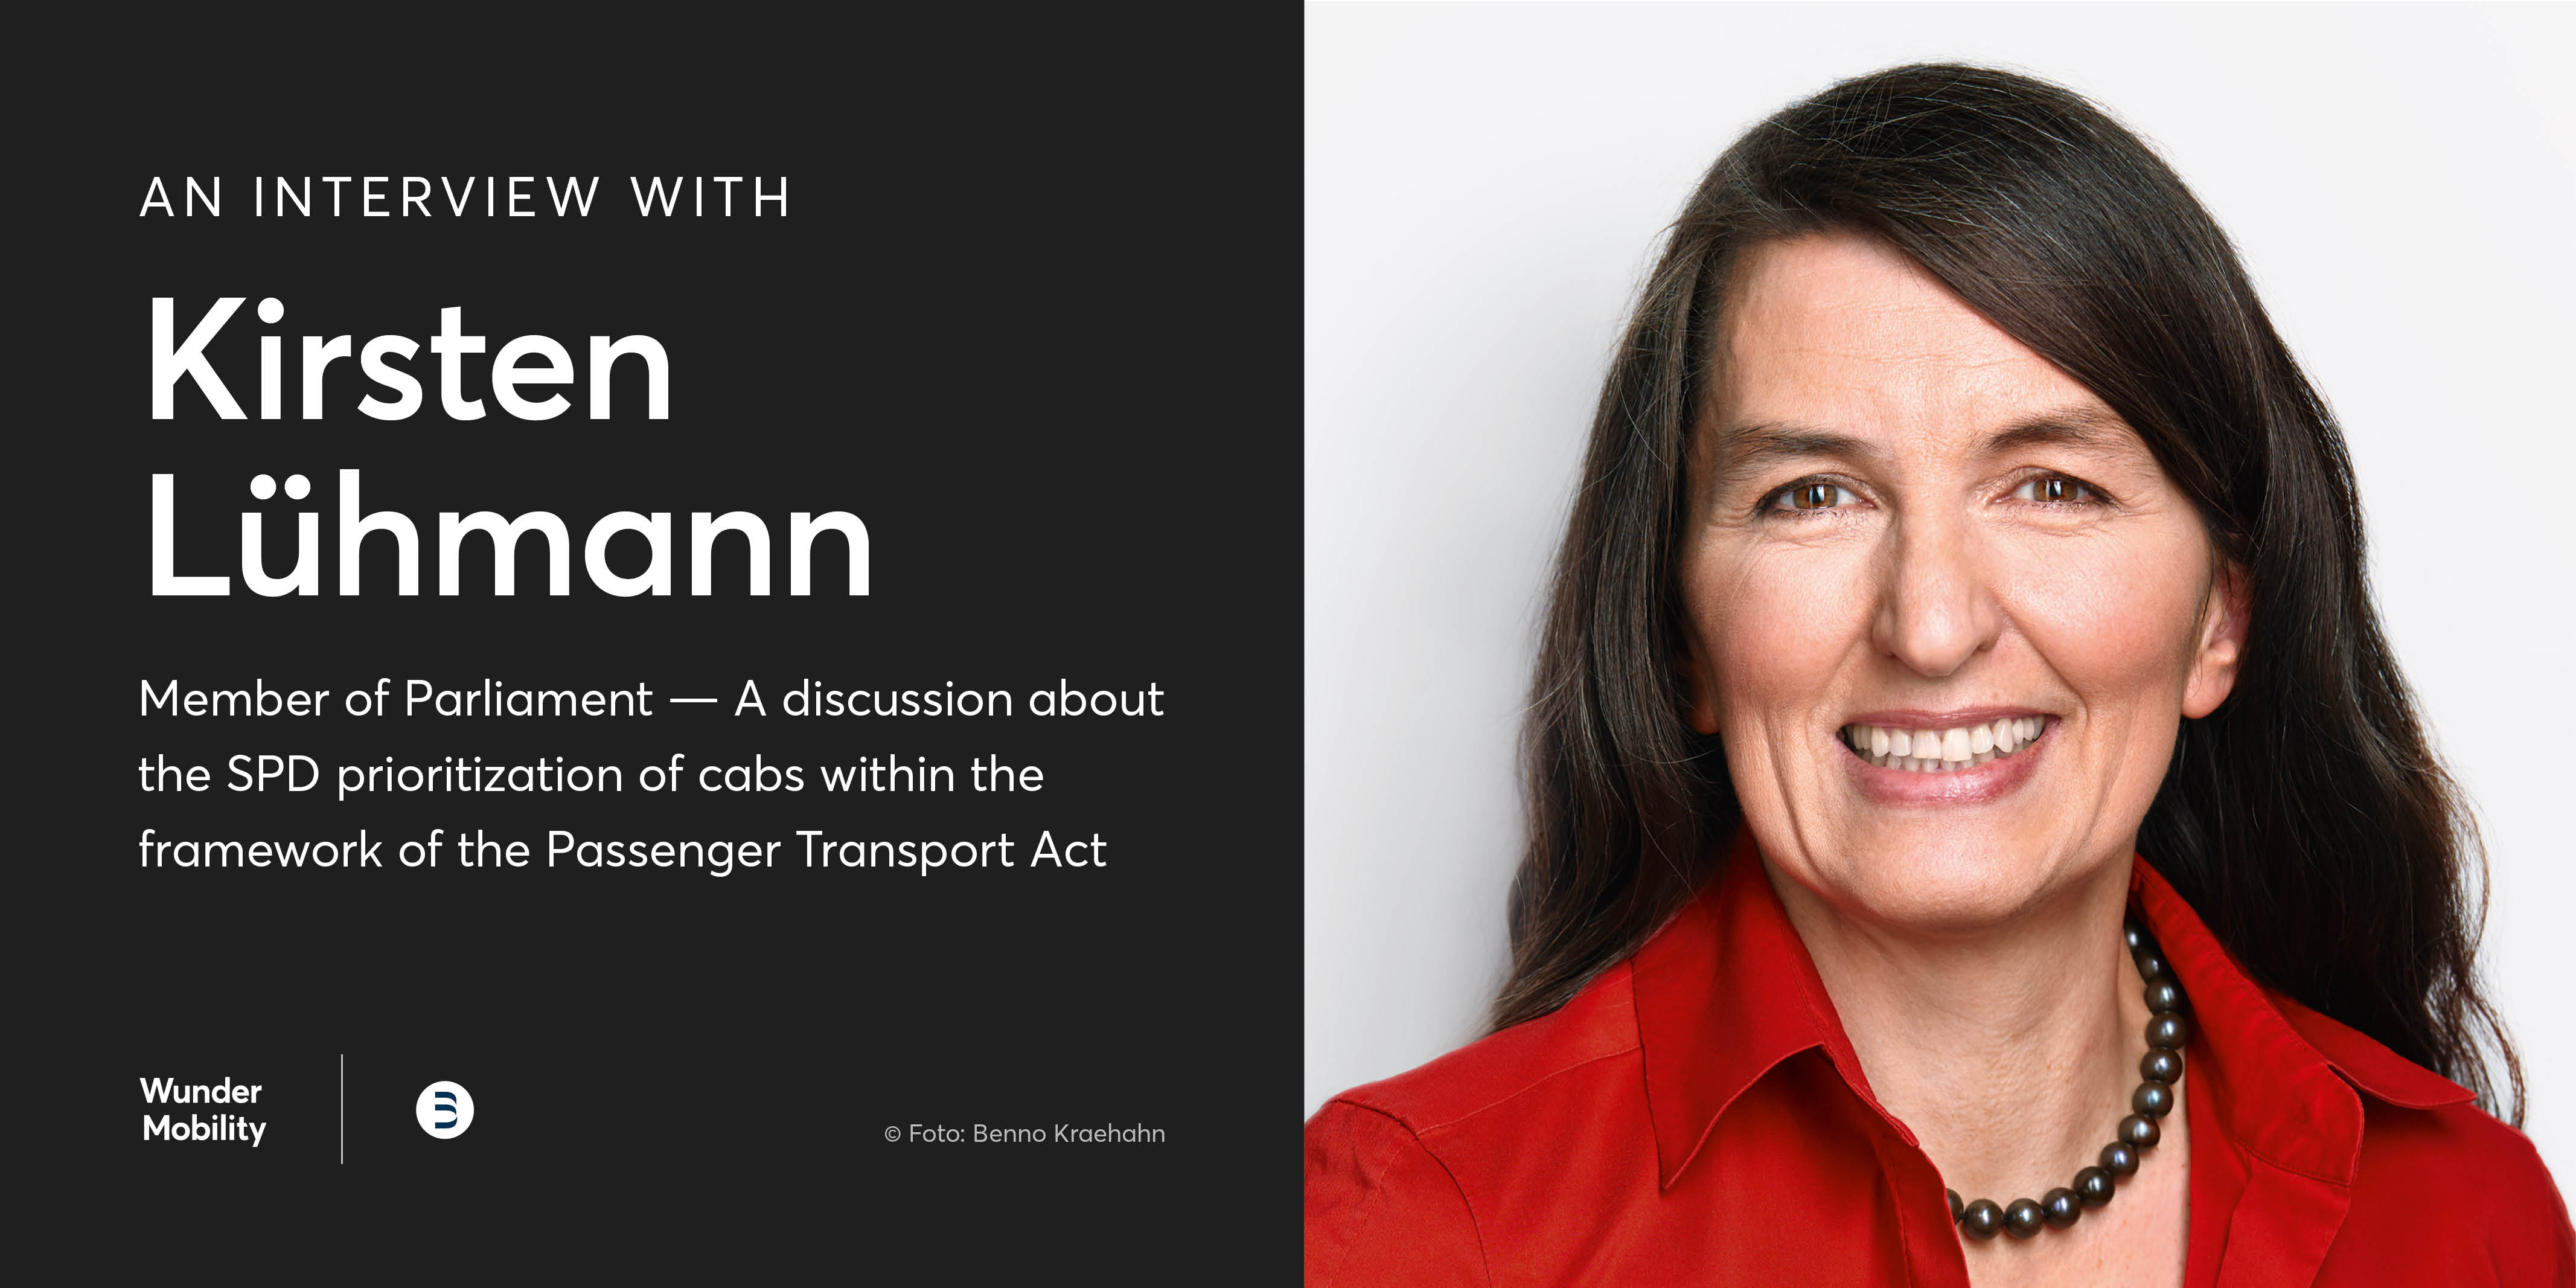 AN INTERVIEW WITH
Kirsten
Lühmann
Member of Parliament — A discussion about
the SPD prioritization of cabs within the
framework of the Passenger Transport Act
Wunder
Mobility
© Foto: Benno Kraehahn